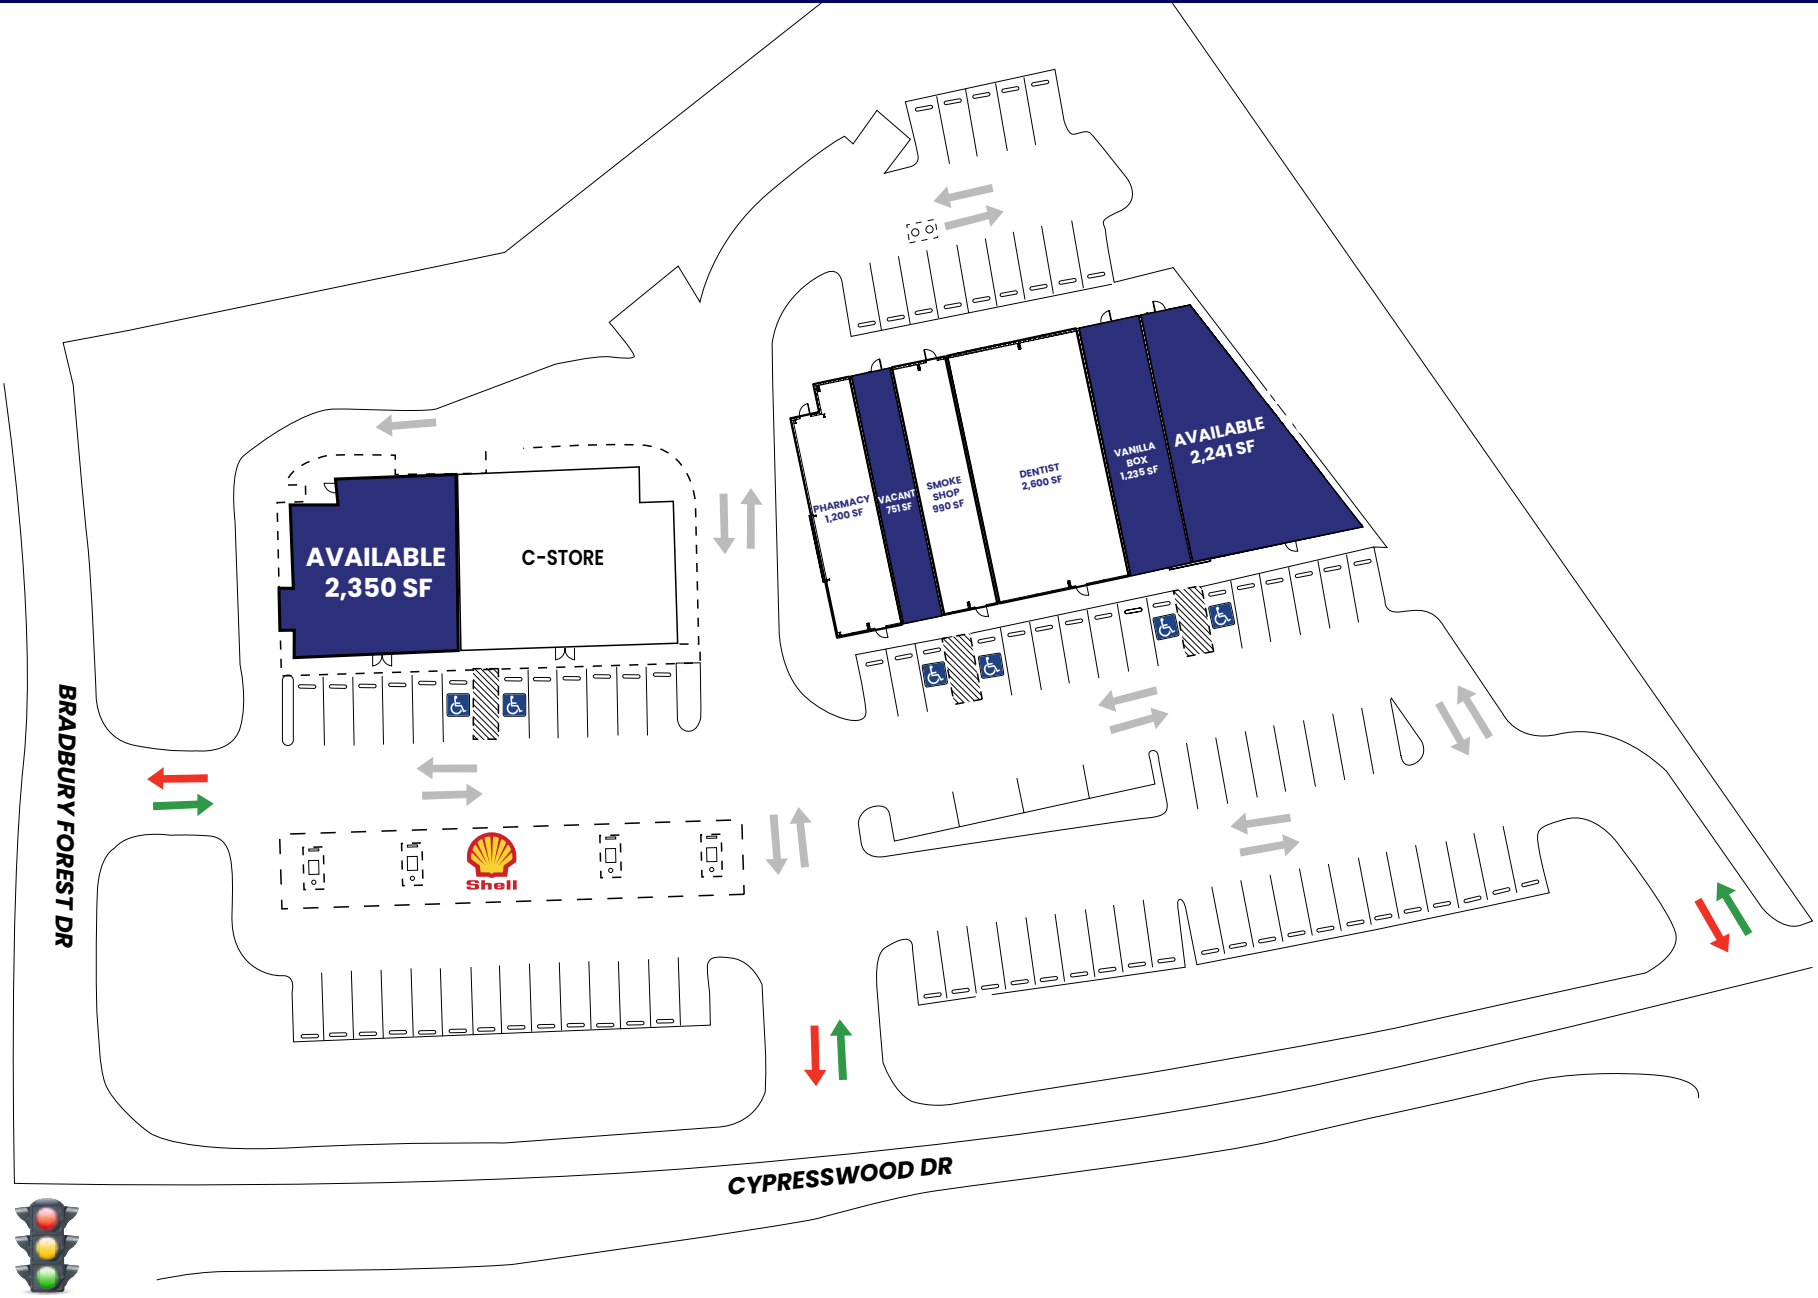 AVAILABLE
2,350 SF
C-STORE
PHARMACY
1,200 SF
VACANT
751 SF
SMOKE
SHOP
990 SF
DENTIST
2,600 SF
VANILLA
BOX
1,235 SF
AVAILABLE
2,241 SF
BRADBURY FOREST DR
Shell
CYPRESSWOOD DR